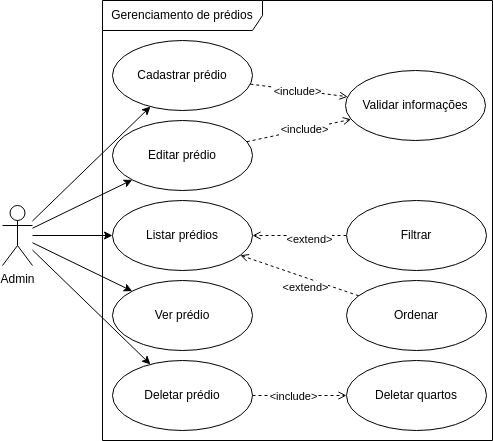 Gerenciamento de prédios
Cadastrar prédio
<include>
Validar informações
Editar prédio
<include>
Admin
Listar prédios
<extend>
Filtrar
<extend>
Ver prédio
Ordenar
Deletar prédio
<include>
Deletar quartos